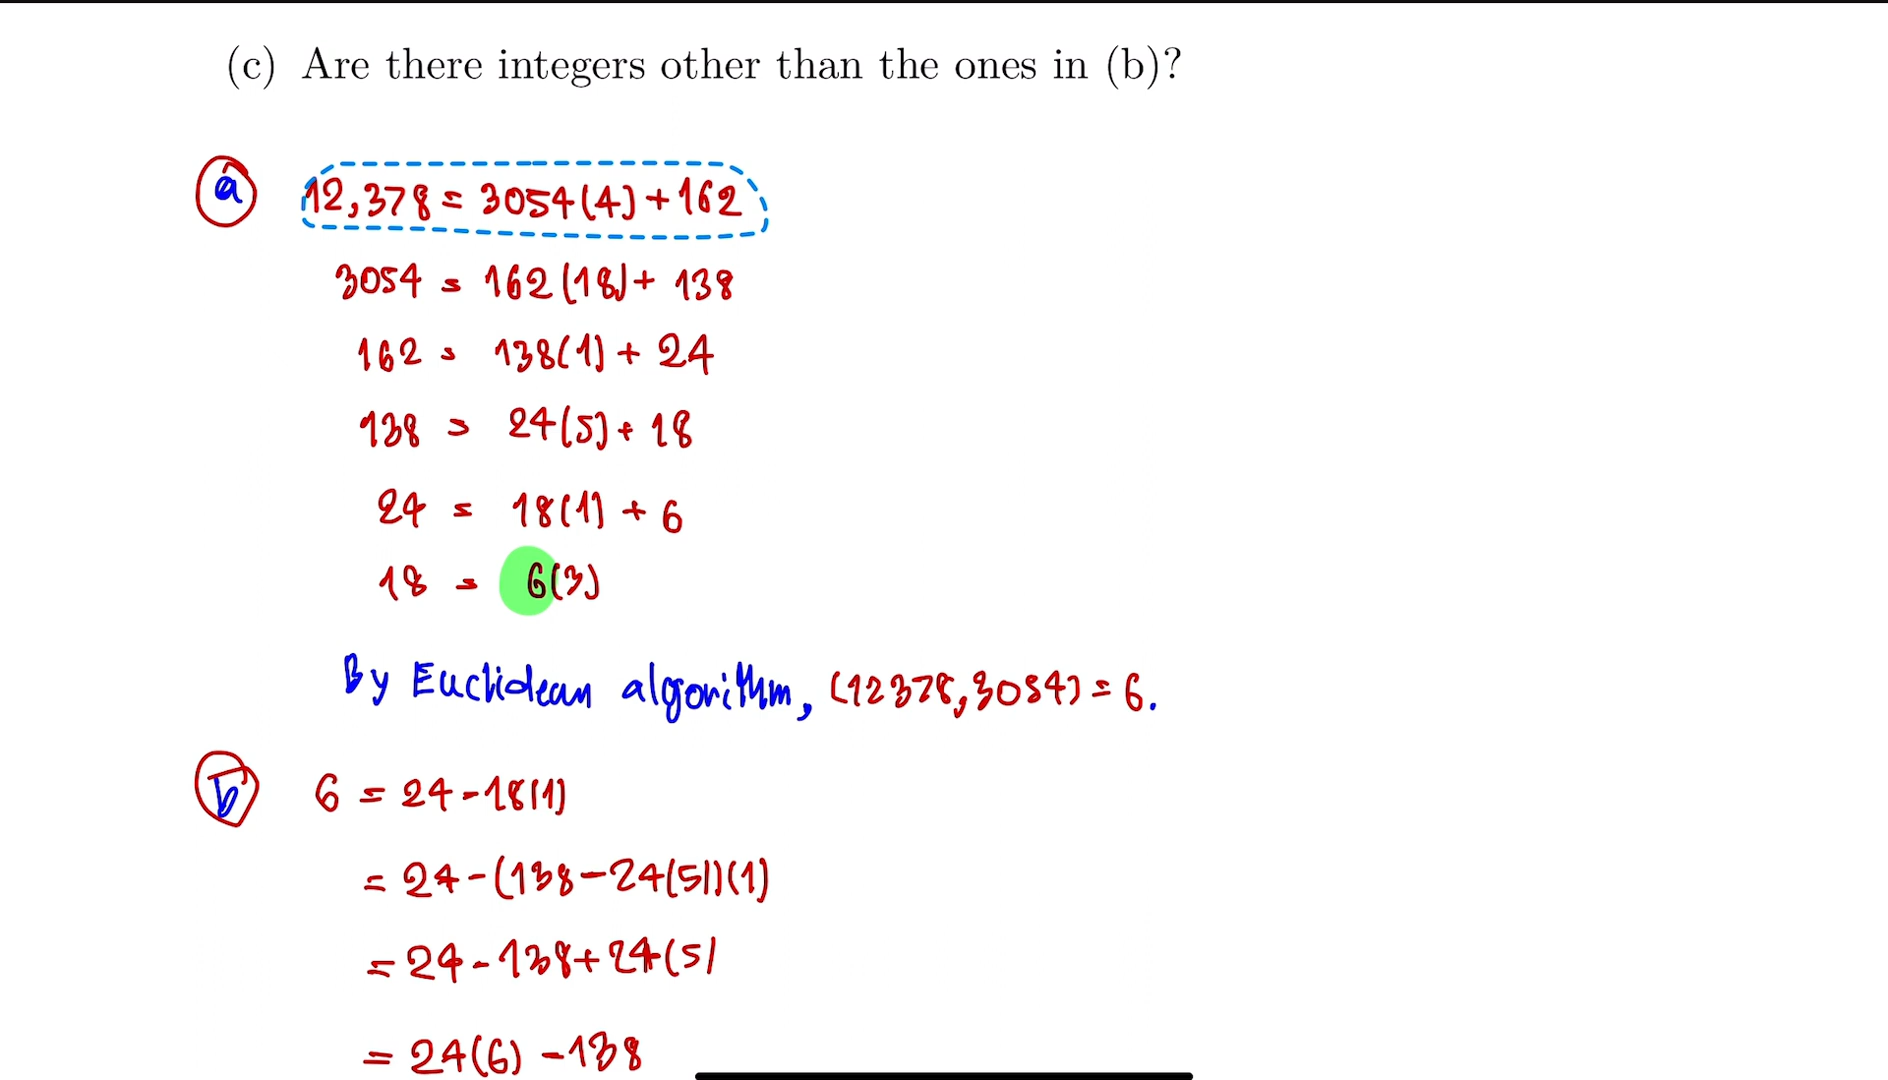 (c) Are there integers other than the ones in (b)?
a 12,378 = 3054(4) + 162
3054 = 162(18) + 138
162 = 138(1) + 24
138 = 24(5) + 18
24 = 18(1) + 6
18 = 6(3)
By Euclidean algorithm, (12378,3054) = 6.
b 6 = 24 - 18(1)
= 24 - (138 - 24(5))(1)
= 24 - 138 + 24(5)
= 24(6) - 138